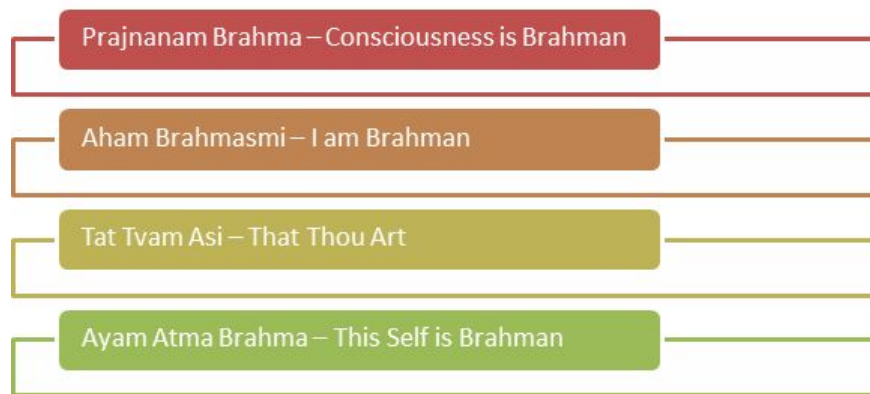 Prajnanam Brahma – Consciousness is Brahman
Aham Brahmasmi – I am Brahman
Tat Tvam Asi – That Thou Art
Ayam Atma Brahma – This Self is Brahman